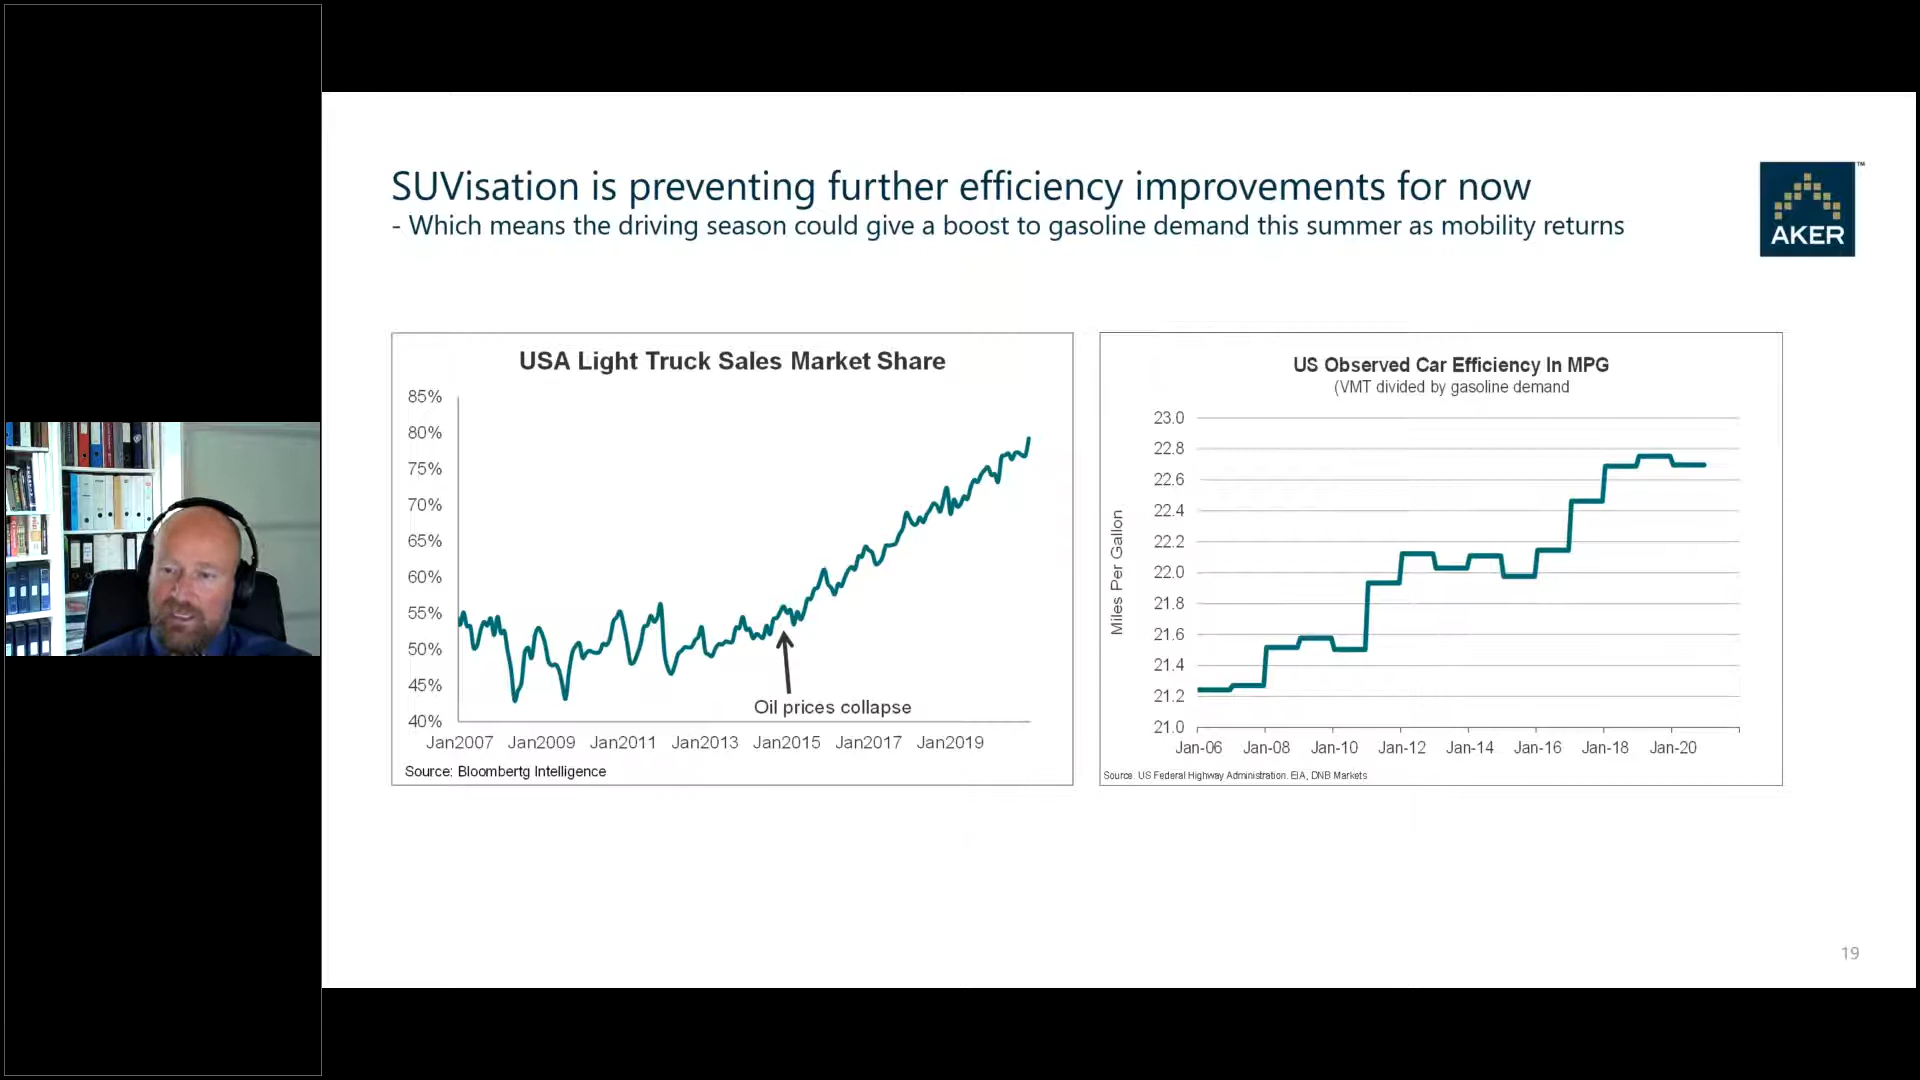 SUVisation is preventing further efficiency improvements for now
- Which means the driving season could give a boost to gasoline demand this summer as mobility returns
AKER
TM
USA Light Truck Sales Market Share
85%
80%
75%
70%
65%
60%
55%
50%
45%
40%
Oil prices collapse
Jan2007 Jan2009 Jan2011 Jan2013 Jan2015 Jan2017 Jan2019
Source: Bloombertg Intelligence
US Observed Car Efficiency In MPG
(VMT divided by gasoline demand
Miles Per Gallon
23.0
22.8
22.6
22.4
22.2
22.0
21.8
21.6
21.4
21.2
21.0
Jan-06 Jan-08 Jan-10 Jan-12 Jan-14 Jan-16 Jan-18 Jan-20
Source: US Federal Highway Administration. EIA, DNB Markets
19